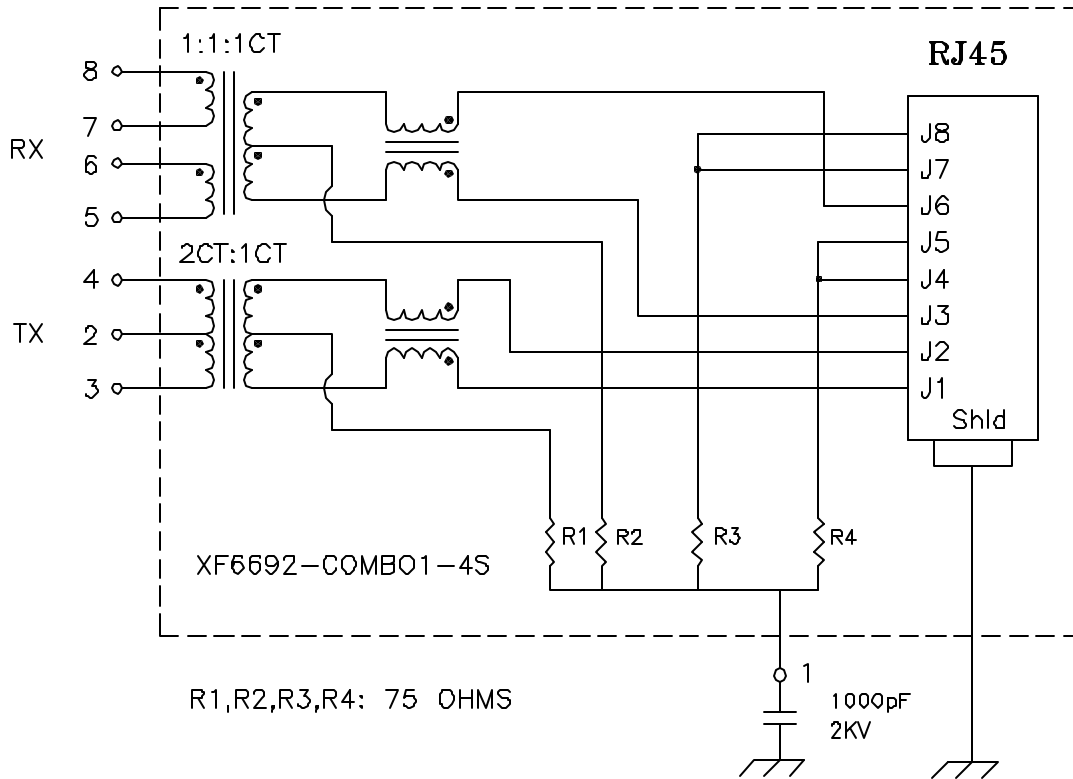 1:1:1CT
RJ45
8
7
RX
6
5
2CT:1CT
4
TX
2
3
J8
J7
J6
J5
J4
J3
J2
J1
Shld
R1
R2
R3
R4
XF6692-COMBO1-4S
1
R1,R2,R3,R4: 75 OHMS
1000pF
2KV